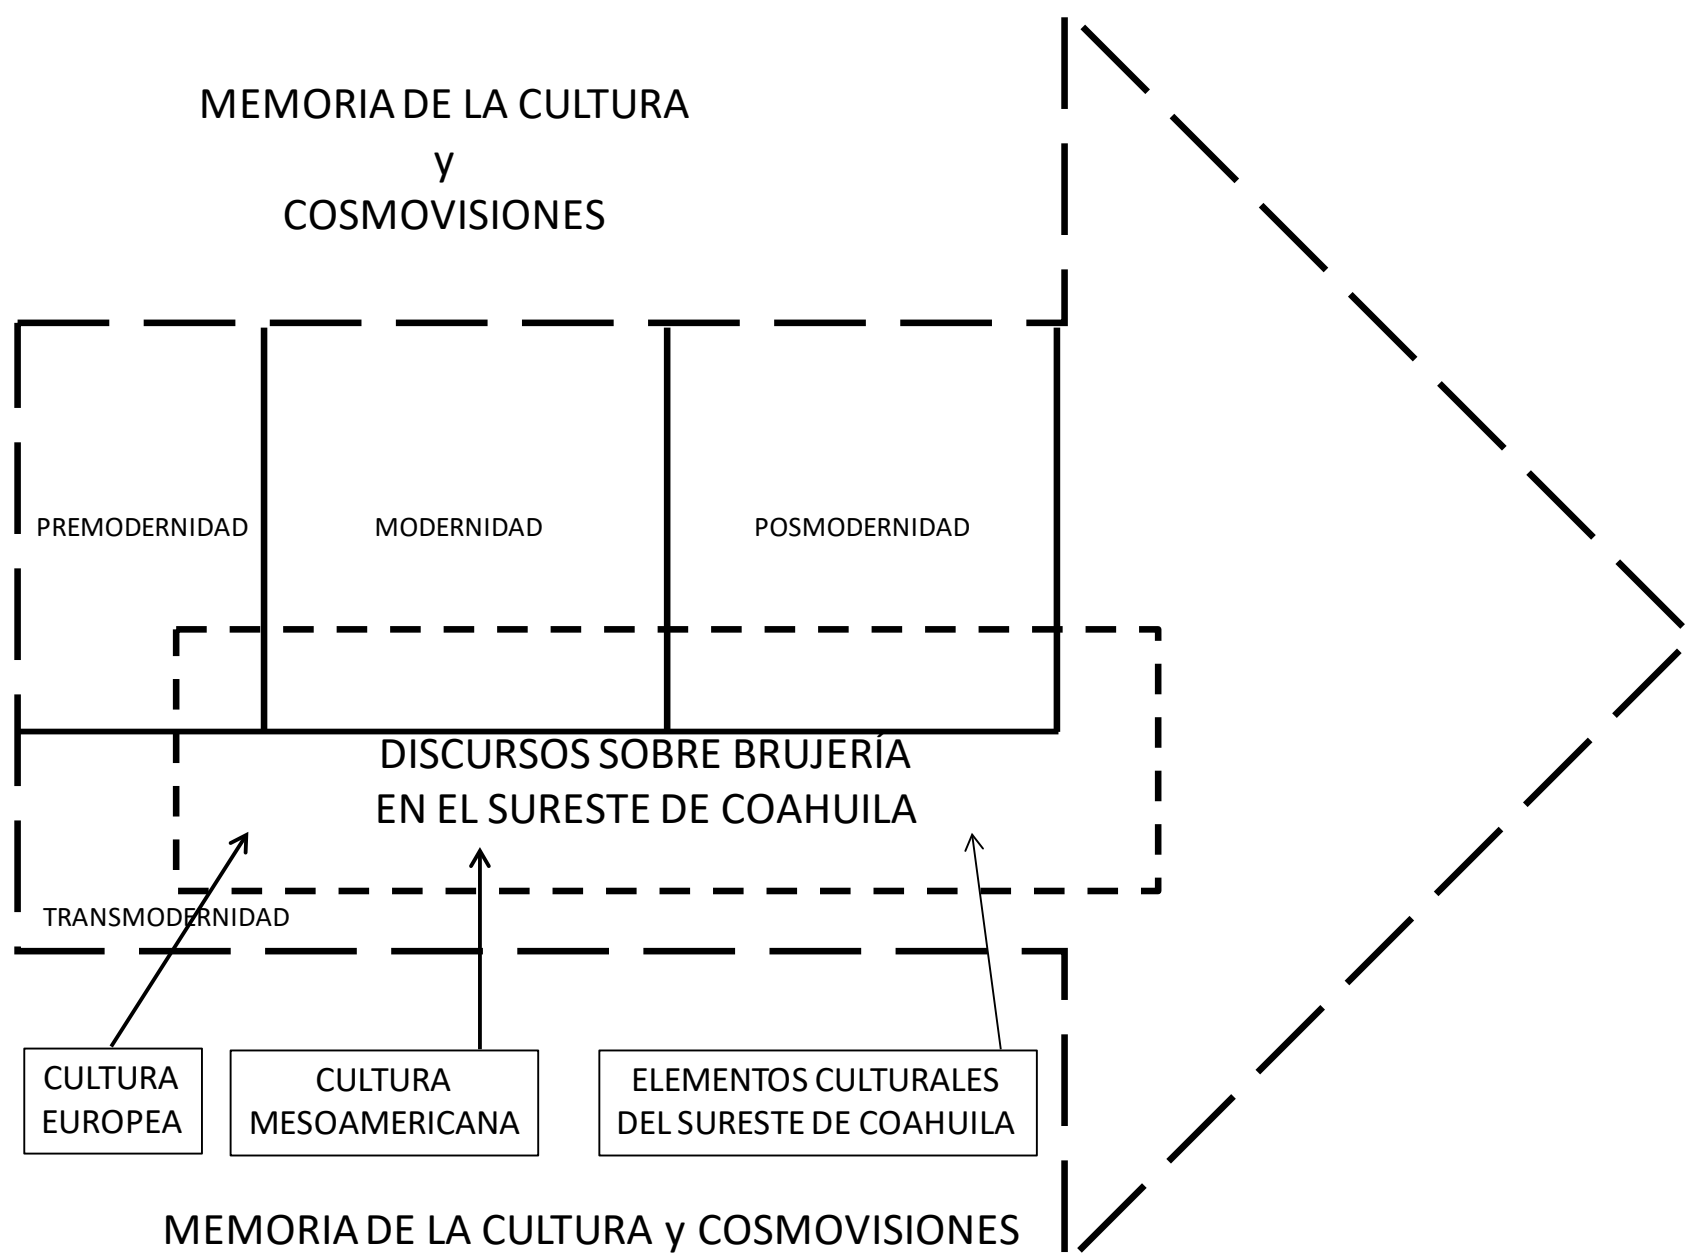 MEMORIA DE LA CULTURA
y
COSMOVISIONES
PREMODERNIDAD
MODERNIDAD
POSMODERNIDAD
DISCURSOS SOBRE BRUJERÍA
EN EL SURESTE DE COAHUILA
TRANSMODERNIDAD
CULTURA
EUROPEA
CULTURA
MESOAMERICANA
ELEMENTOS CULTURALES
DEL SURESTE DE COAHUILA
MEMORIA DE LA CULTURA y COSMOVISIONES